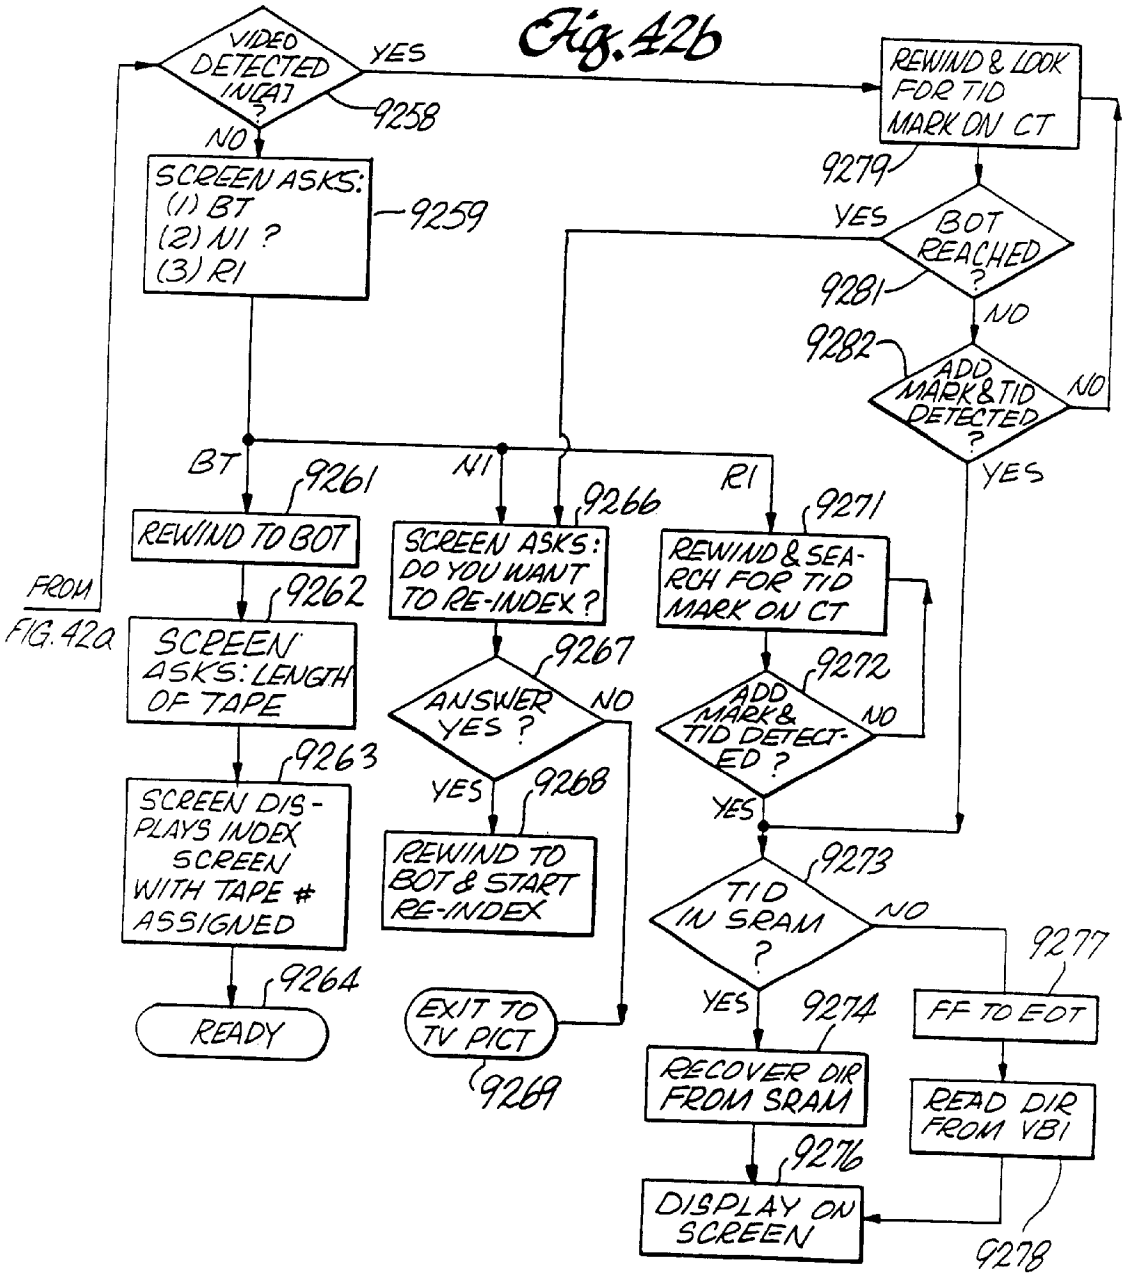 Fig. 42b
VIDEO
DETECTED
IN[A]
?
YES
9258
NO
REWIND & LOOK
FOR TID
MARK ON CT
9279
SCREEN ASKS:
(1) BT
(2) NI ?
(3) RI
9259
YES
BOT
REACHED
?
9281
NO
9282
ADD
MARK & TID
DETECTED
?
NO
YES
BT
NI
RI
9261
REWIND TO BOT
9266
SCREEN ASKS:
DO YOU WANT
TO RE-INDEX?
9271
REWIND & SEA-
RCH FOR TID
MARK ON CT
FROM
FIG. 42a
9262
SCREEN
ASKS: LENGTH
OF TAPE
9267
ANSWER
YES?
NO
YES
9272
ADD
MARK &
TID DETECT-
ED?
NO
YES
9263
SCREEN DIS-
PLAYS INDEX
SCREEN
WITH TAPE #
ASSIGNED
9268
REWIND TO
BOT & START
RE-INDEX
9273
TID
IN SRAM
?
NO
YES
9264
READY
EXIT TO
TV PICT
9269
9274
RECOVER DIR
FROM SRAM
9277
FF TO EOT
READ DIR
FROM VBI
9278
9276
DISPLAY ON
SCREEN